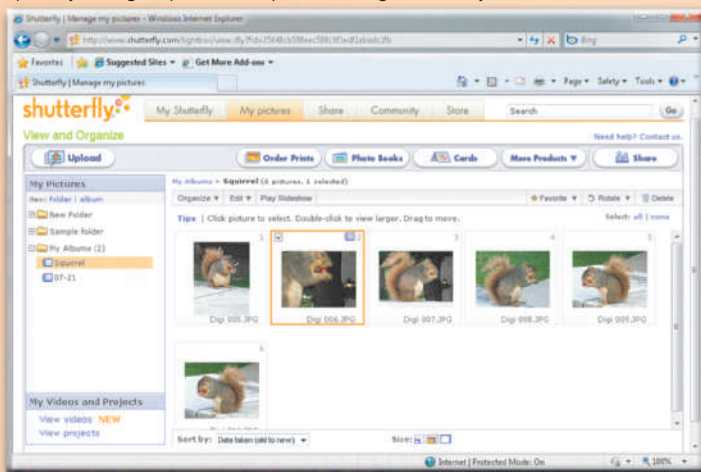 Shutterfly | Manage my pictures - Windows Internet Explorer
Bing
Favorites Suggested Sites Get More Add-ons
Shutterfly | Manage my pictures
Page Safety Tools
shutterfly
My Shutterfly My pictures Share Community Store Search Go
View and Organize
Need help? Contact us.
Upload Order Prints Photo Books Cards More Products Share
My Pictures
View: folder | album
New Folder
Sample folder
My Albums (2)
Squirrel
07-21
My Albums > Squirrel (6 pictures, 1 selected)
Organize Edit Play Slideshow Favorite Rotate Delete
Tips | Click picture to select. Double-click to view larger. Drag to move. Select: all | none
1 2 3 4 5
Digi 005.JPG Digi 006.JPG Digi 007.JPG Digi 008.JPG Digi 009.JPG
6
My Videos and Projects
View videos NEW
View projects
Sort by: Date taken (old to new) Size:
Internet | Protected Mode: On 100%